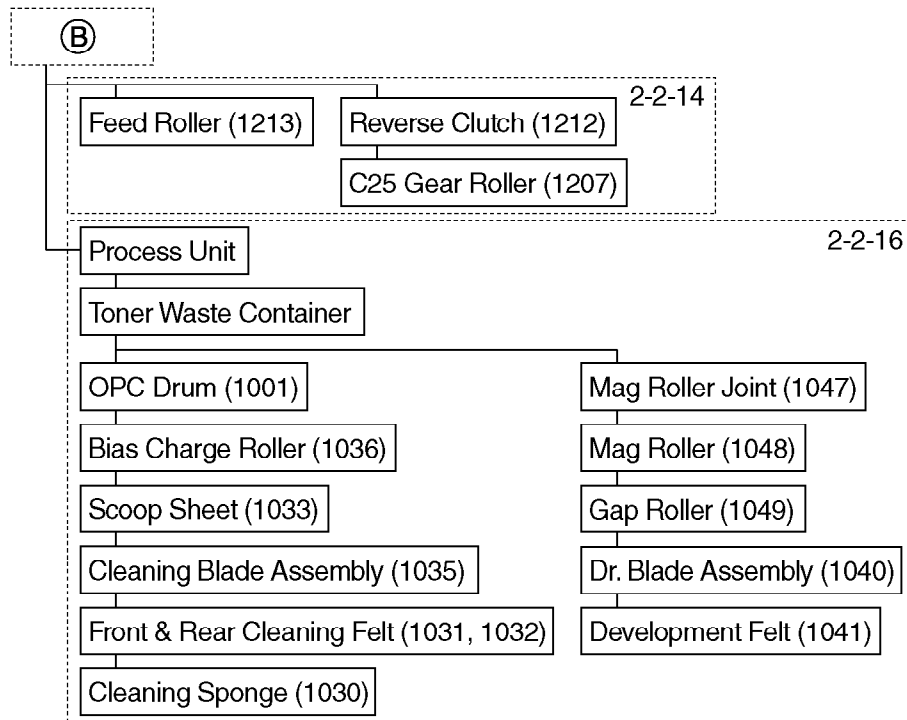 B
2-2-14
Feed Roller (1213)
Reverse Clutch (1212)
C25 Gear Roller (1207)
2-2-16
Process Unit
Toner Waste Container
OPC Drum (1001)
Mag Roller Joint (1047)
Bias Charge Roller (1036)
Mag Roller (1048)
Scoop Sheet (1033)
Gap Roller (1049)
Cleaning Blade Assembly (1035)
Dr. Blade Assembly (1040)
Front & Rear Cleaning Felt (1031, 1032)
Development Felt (1041)
Cleaning Sponge (1030)